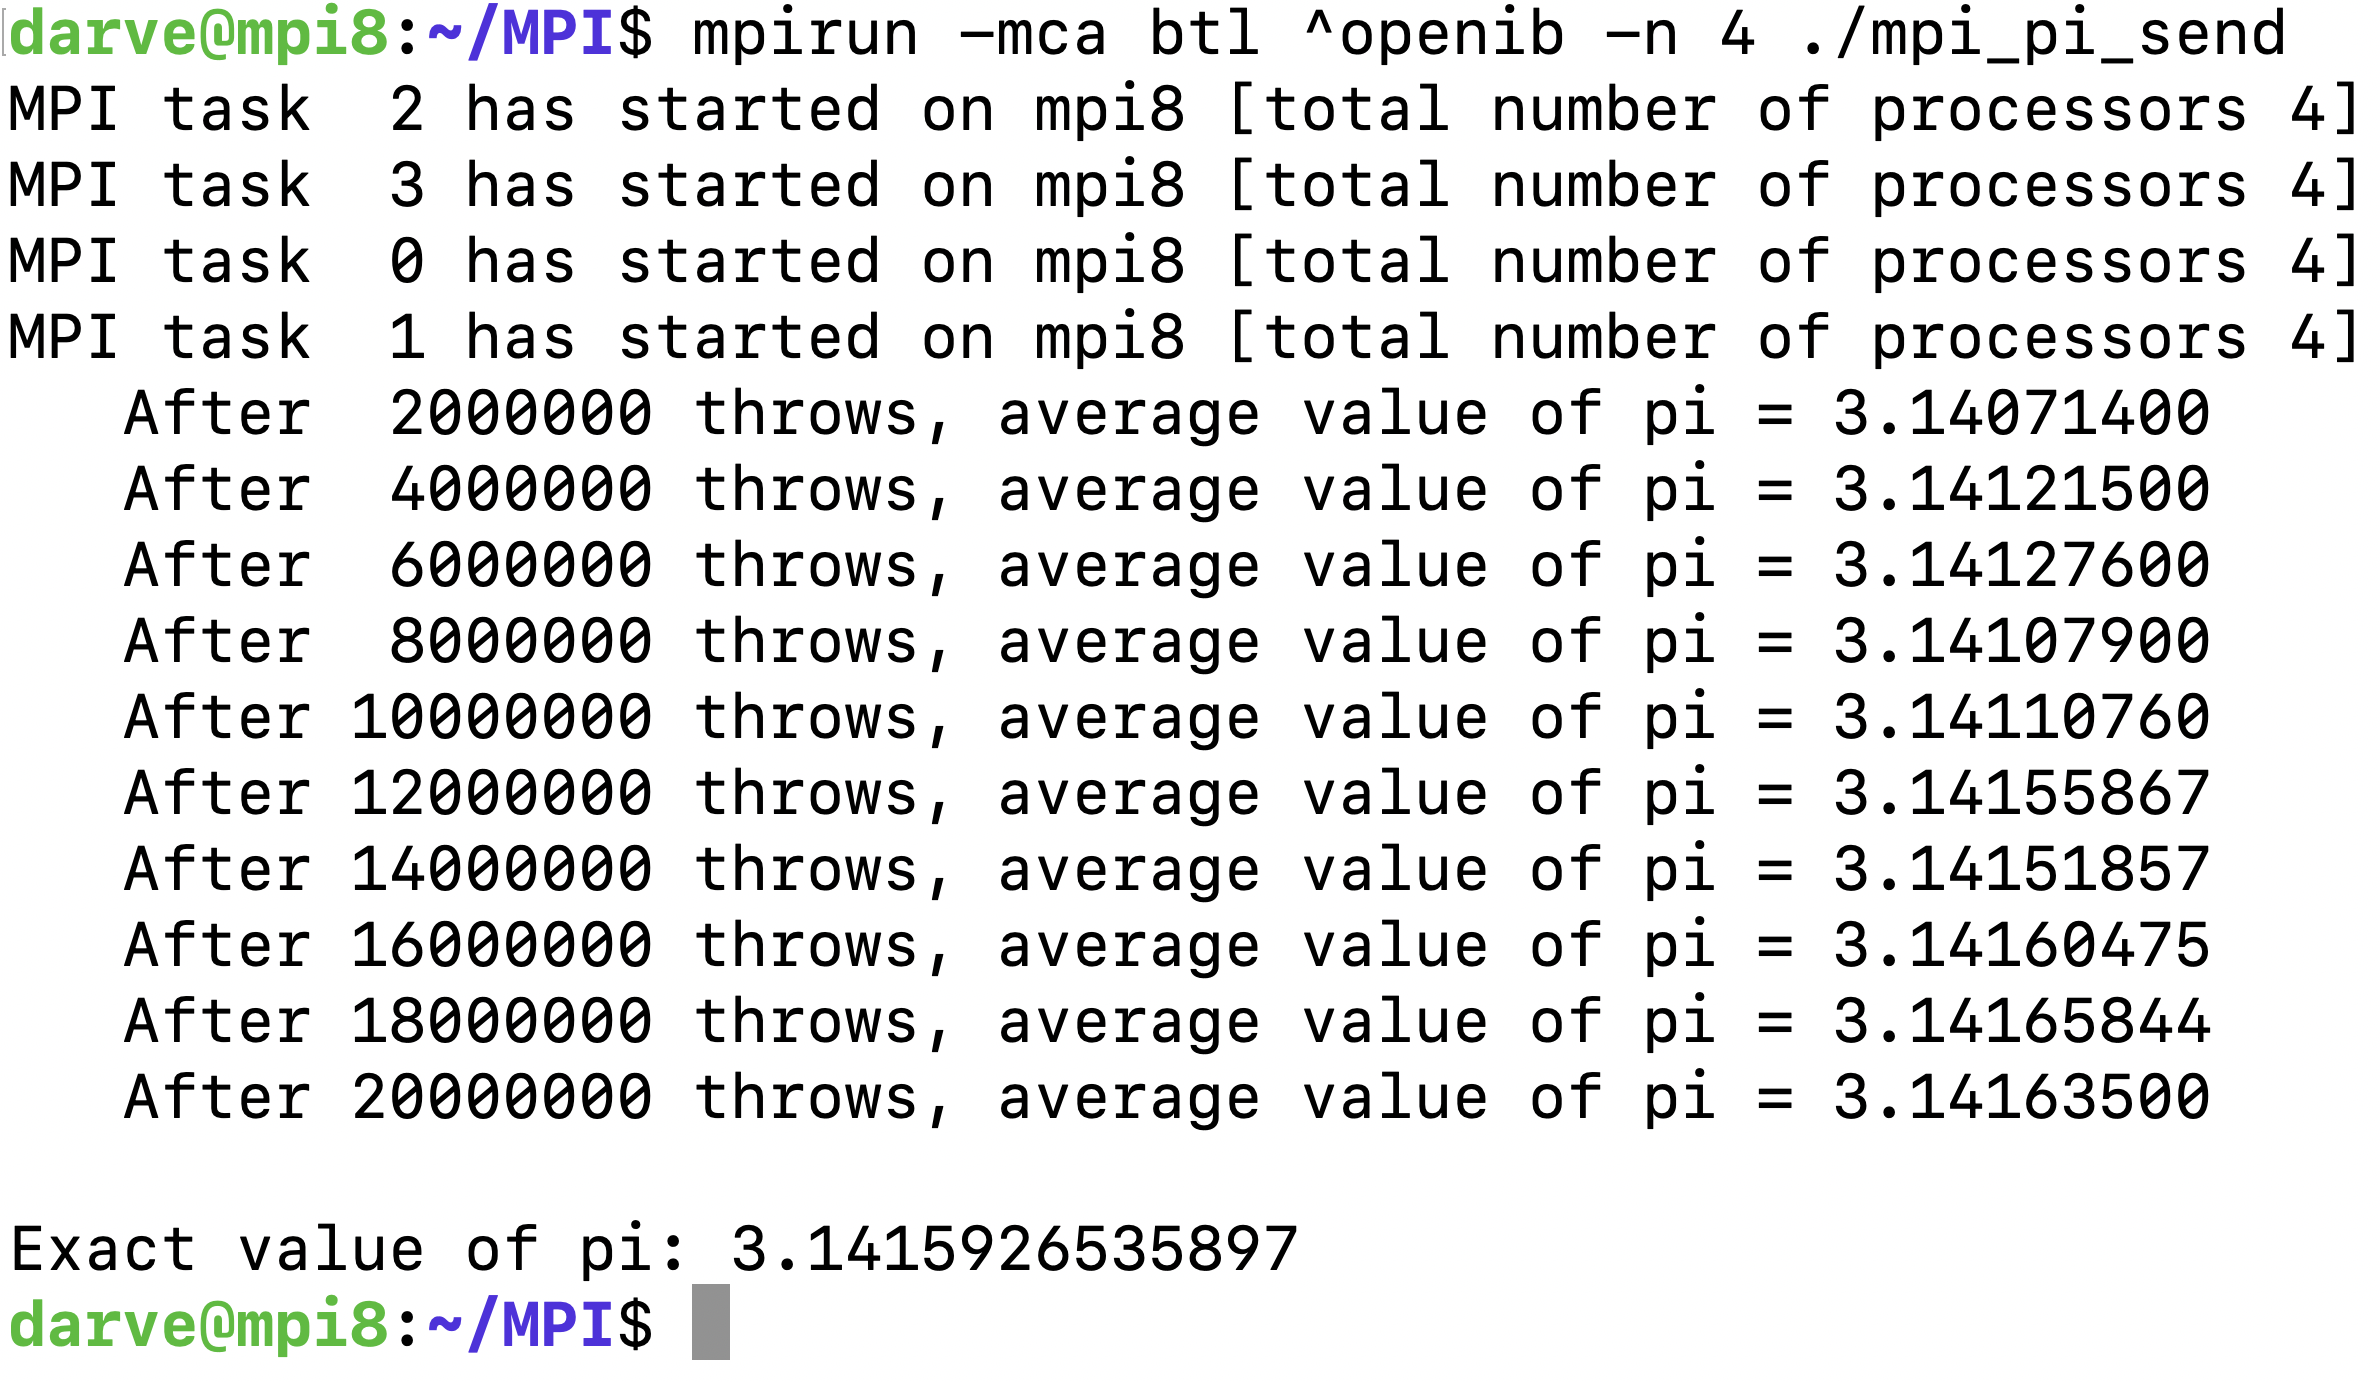 darve@mpi8:~/MPI$ mpirun -mca btl ^openib -n 4 ./mpi_pi_send
MPI task  2 has started on mpi8 [total number of processors 4]
MPI task  3 has started on mpi8 [total number of processors 4]
MPI task  0 has started on mpi8 [total number of processors 4]
MPI task  1 has started on mpi8 [total number of processors 4]
   After  2000000 throws, average value of pi = 3.14071400
   After  4000000 throws, average value of pi = 3.14121500
   After  6000000 throws, average value of pi = 3.14127600
   After  8000000 throws, average value of pi = 3.14107900
   After 10000000 throws, average value of pi = 3.14110760
   After 12000000 throws, average value of pi = 3.14155867
   After 14000000 throws, average value of pi = 3.14151857
   After 16000000 throws, average value of pi = 3.14160475
   After 18000000 throws, average value of pi = 3.14165844
   After 20000000 throws, average value of pi = 3.14163500

Exact value of pi: 3.1415926535897
darve@mpi8:~/MPI$